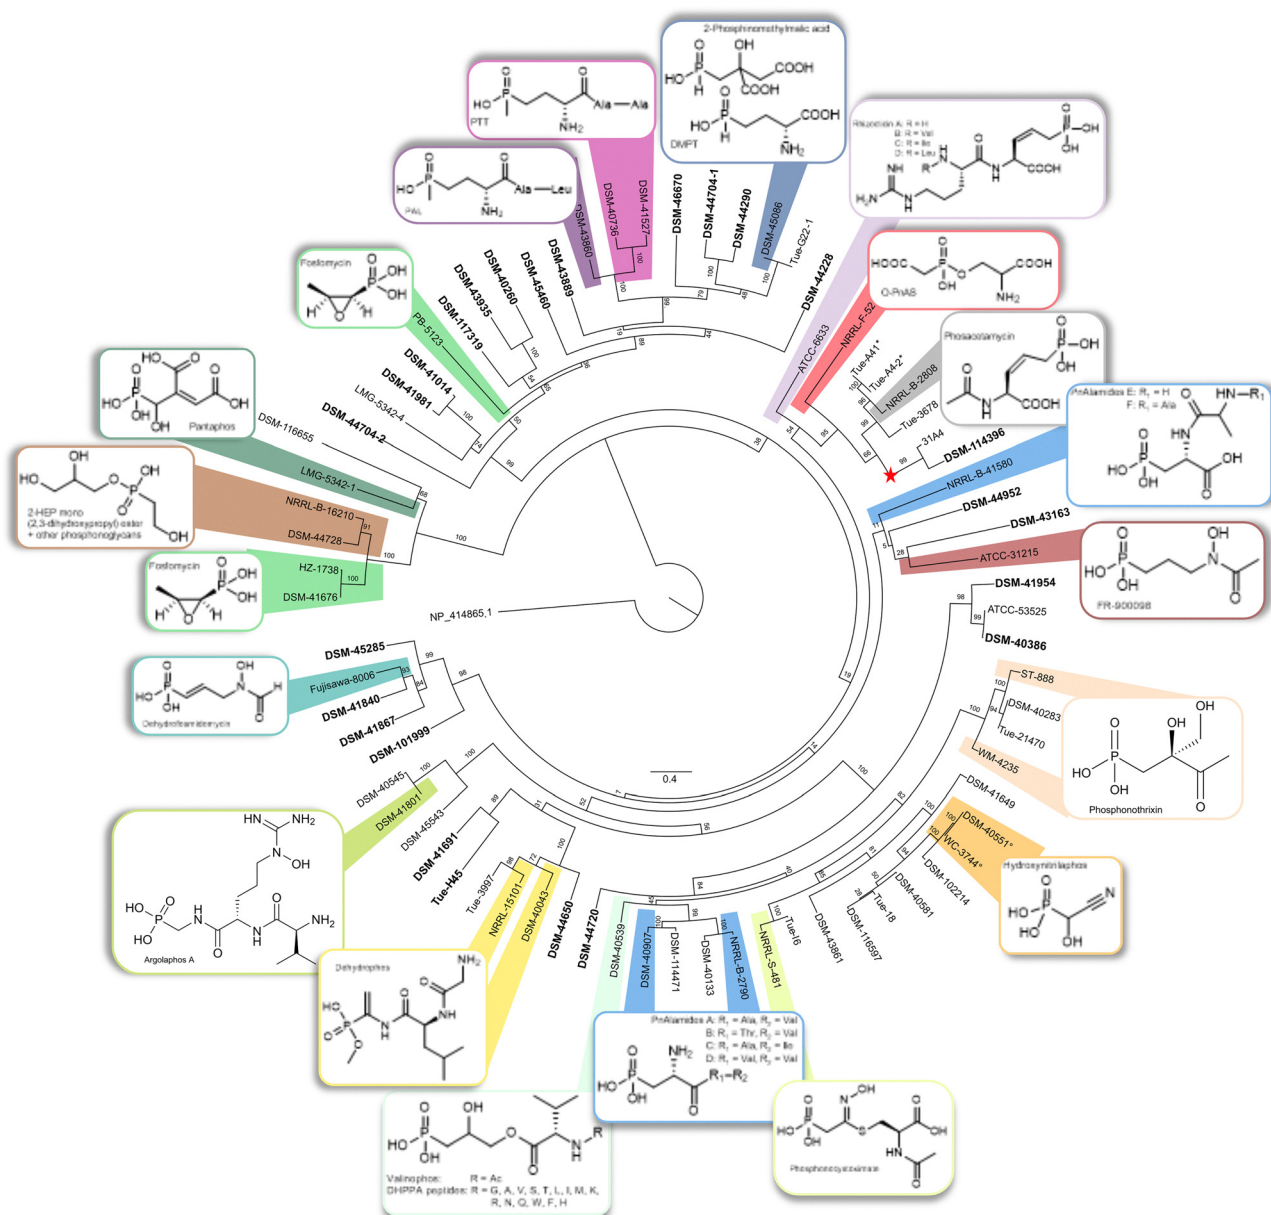 2-Phosphinomethylmalic acid
DMPT
PTT
Ala—Ala
PAL
Ala—Leu
Rhizocticin A: R = H
B: R = Val
C: R = Ile
D: R = Leu
O-PnAS
Phosacetamycin
PnAlamides E: R₁ = H
F: R₁ = Ala
FR-900098
Phosphonothrixin
Hydroxynitrilaphos
Phosphonocystoximate
PnAlamides A: R₁ = Ala, R₂ = Val
B: R₁ = Thr, R₂ = Val
C: R₁ = Ala, R₂ = Ile
D: R₁ = Val, R₂ = Val
R₁=R₂
Valinophos: R = Ac
DHPPA peptides: R = G, A, V, S, T, L, I, M, K,
R, N, Q, W, F, H
Dehydrophos
Argolaphos A
Dehydrofosmidomycin
Fosfomycin
2-HEP mono
(2,3-dihydroxypropyl) ester
+ other phosphonoglycans
Pantaphos
Fosfomycin
NP_414865.1
0.4
HZ-1738
DSM-41676
DSM-44728
NRRL-B-16210
LMG-5342-1
DSM-116655
DSM-44704-2
LMG-5342-4
DSM-41981
DSM-41014
PB-5123
DSM-117319
DSM-43935
DSM-40260
DSM-45460
DSM-43889
DSM-43860
DSM-40736
DSM-41527
DSM-46670
DSM-44704-1
DSM-44290
DSM-45086
Tue-G22-1
DSM-44228
ATCC-6633
NRRL-F-52
Tue-A41*
Tue-A4-2*
NRRL-B-2808
Tue-3678
31A4
DSM-114396
NRRL-B-41580
DSM-44952
DSM-43163
ATCC-31215
DSM-41954
ATCC-53525
DSM-40386
ST-888
DSM-40283
Tue-21470
WM-4235
DSM-41649
DSM-40551°
WC-3744°
DSM-102214
DSM-40581
Tue-18
DSM-116597
DSM-43861
Tue-I6
NRRL-S-481
NRRL-B-2790
DSM-40133
DSM-114471
DSM-40907
DSM-40539
DSM-44720
DSM-44650
DSM-40043
NRRL-15101
Tue-3997
Tue-H45
DSM-41691
DSM-45543
DSM-41801
DSM-40545
DSM-101999
DSM-41867
DSM-41840
Fujisawa-8006
DSM-45285